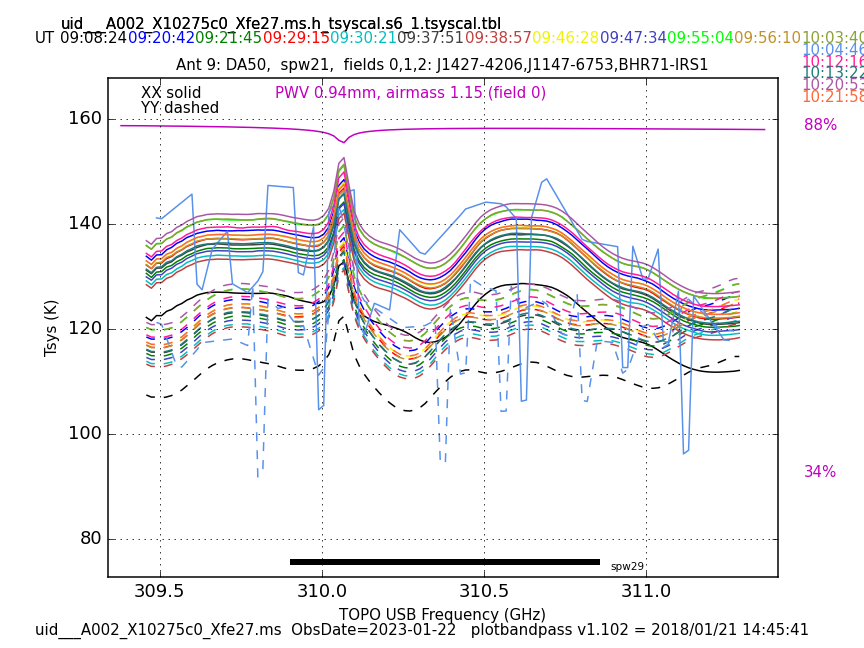 uid___A002_X10275c0_Xfe27.ms.h_tsyscal.s6_1.tsyscal.tbl
UT 09:08:24 09:20:42 09:21:45 09:29:15 09:30:21 09:37:51 09:38:57 09:46:28 09:47:34 09:55:04 09:56:10 10:03:40
10:04:46
10:12:16
10:13:22
10:20:53
10:21:58
Ant 9: DA50, spw21, fields 0,1,2: J1427-4206,J1147-6753,BHR71-IRS1
XX solid
YY dashed
PWV 0.94mm, airmass 1.15 (field 0)
88%
34%
160
140
120
100
80
Tsys (K)
spw29
309.5 310.0 310.5 311.0
TOPO USB Frequency (GHz)
uid___A002_X10275c0_Xfe27.ms ObsDate=2023-01-22 plotbandpass v1.102 = 2018/01/21 14:45:41